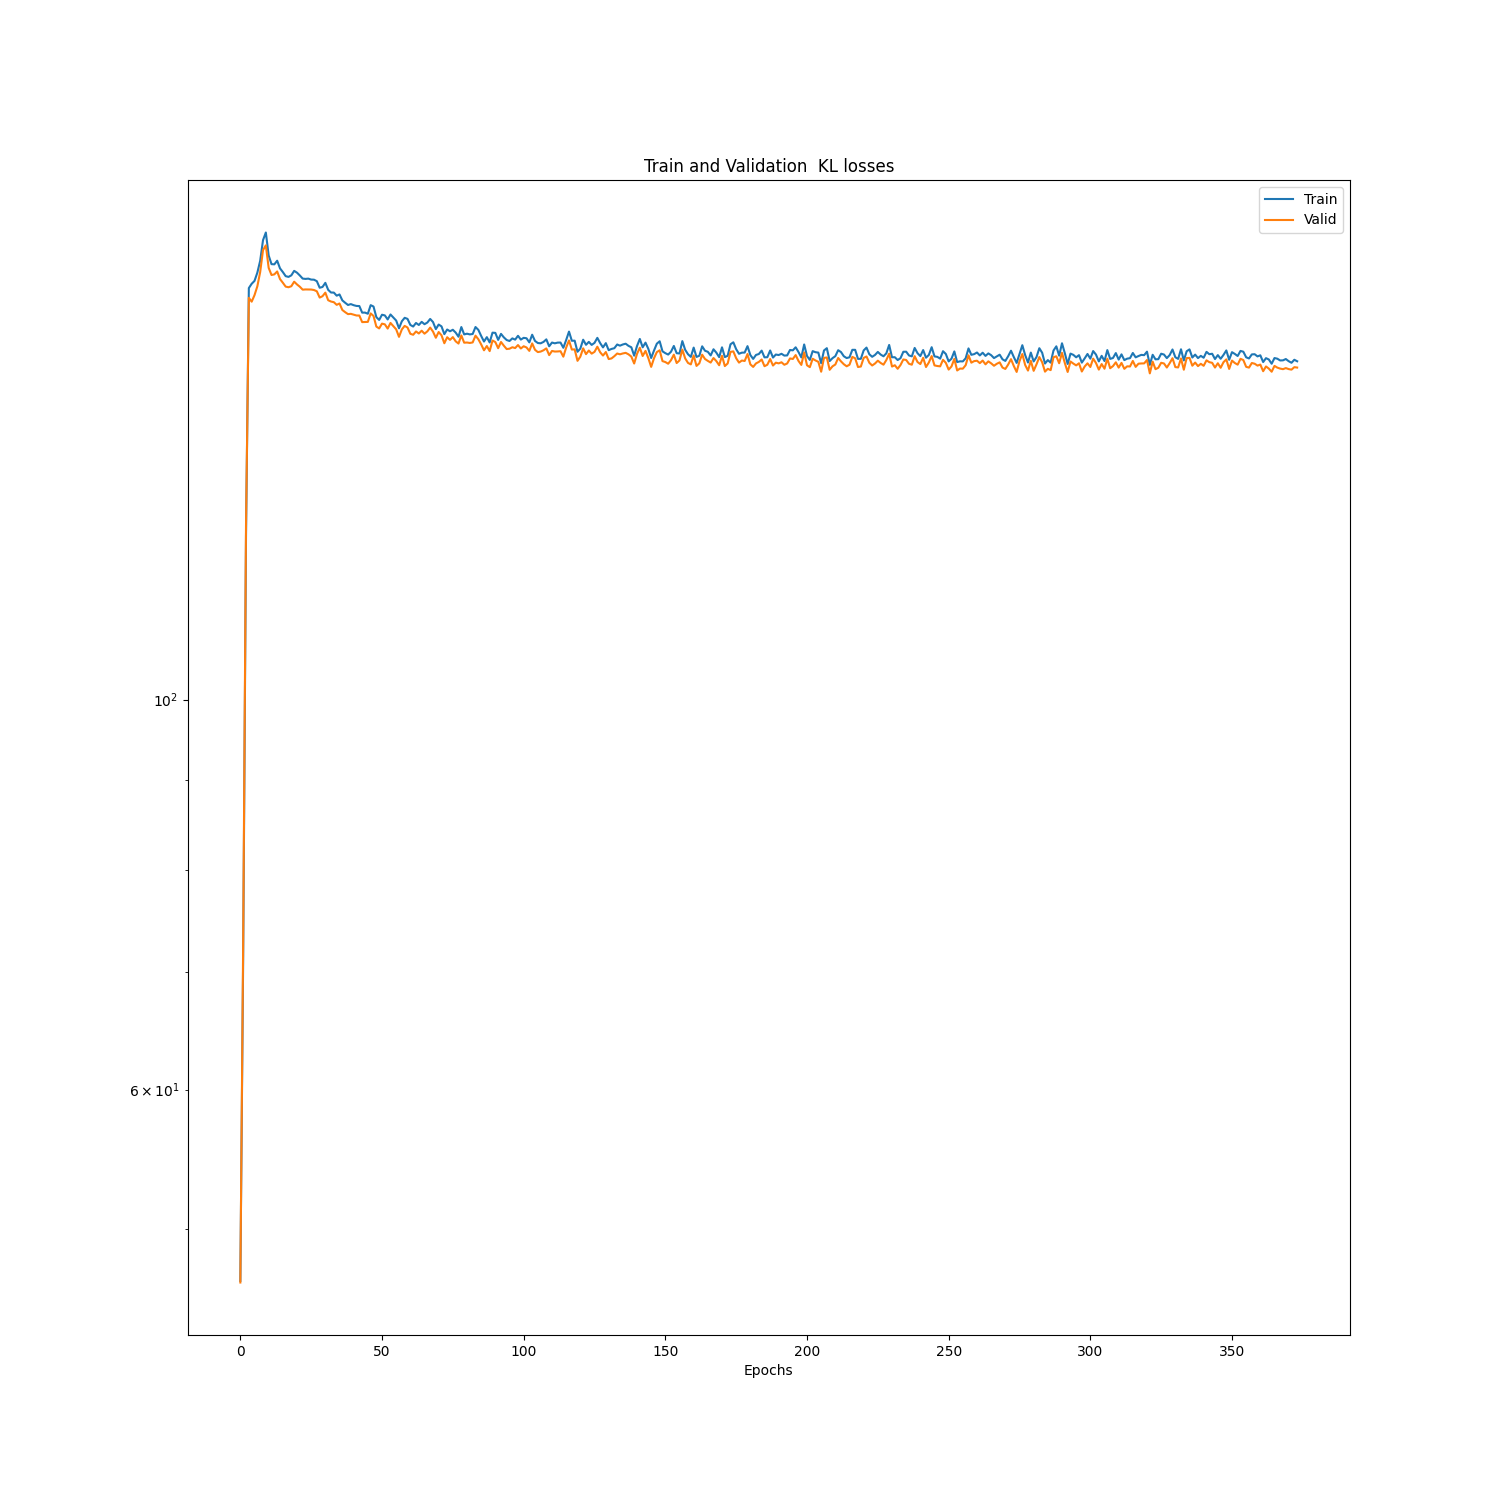 Train and Validation  KL losses
Train
Valid
10²
6 × 10¹
0 50 100 150 200 250 300 350
Epochs